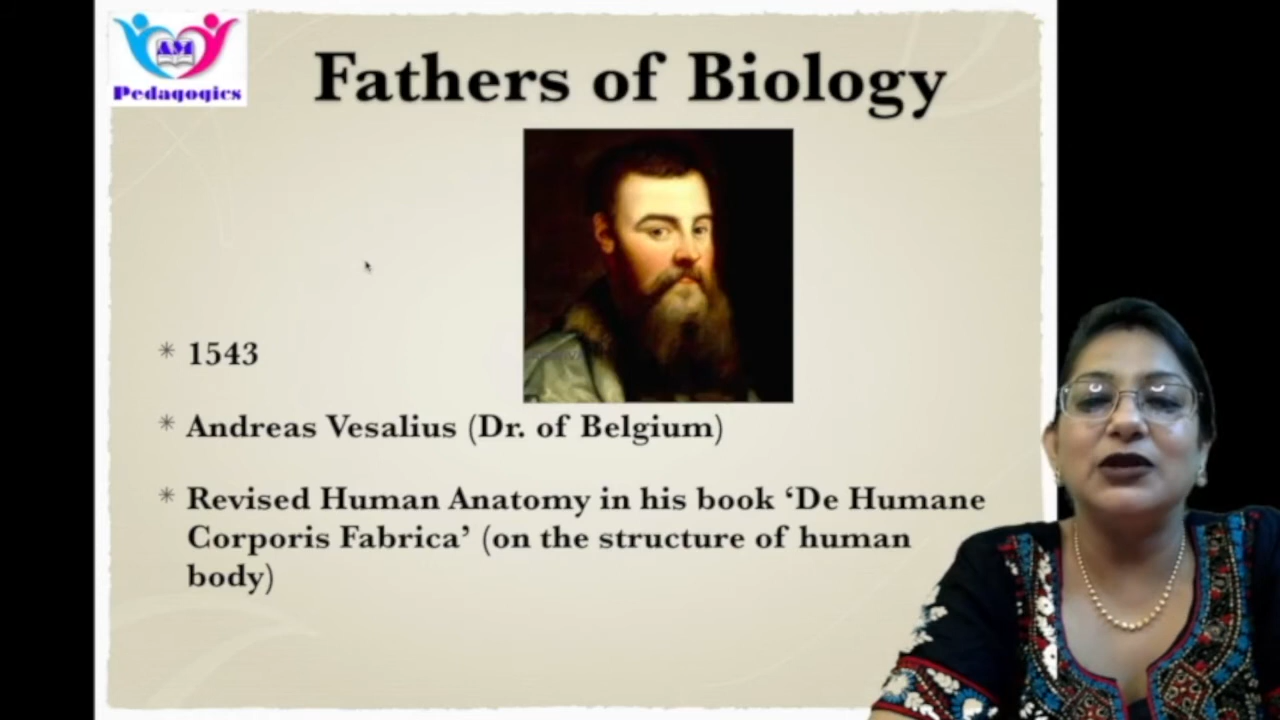 AM
Pedagogics
Fathers of Biology
✳ 1543
✳ Andreas Vesalius (Dr. of Belgium)
✳ Revised Human Anatomy in his book ‘De Humane
Corporis Fabrica’ (on the structure of human
body)